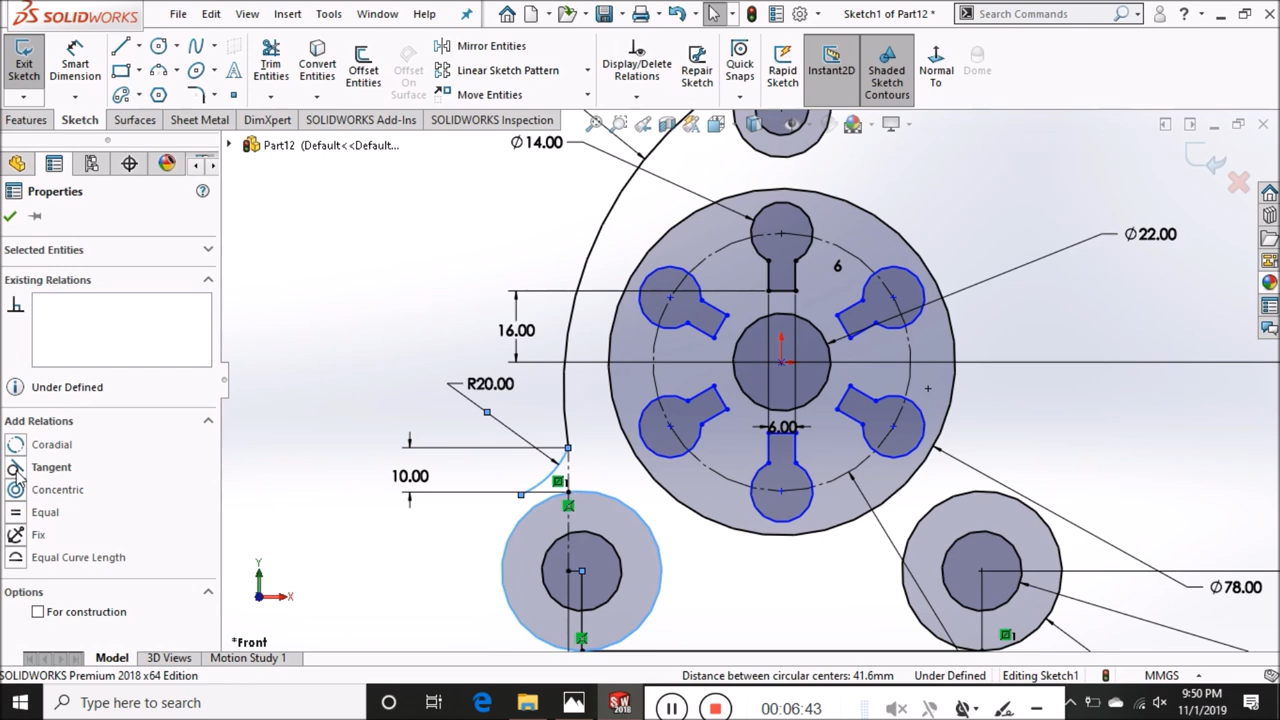 SOLIDWORKS
File Edit View Insert Tools Window Help
Sketch1 of Part12 *
Search Commands
Exit Sketch
Smart Dimension
Trim Entities
Convert Entities
Offset Entities
Offset On Surface
Mirror Entities
Linear Sketch Pattern
Move Entities
Display/Delete Relations
Repair Sketch
Quick Snaps
Rapid Sketch
Instant2D
Shaded Sketch Contours
Normal To
Dome
Features Sketch Surfaces Sheet Metal DimXpert SOLIDWORKS Add-Ins SOLIDWORKS Inspection
Part12 (Default<<Default...
Properties
Selected Entities
Existing Relations
Under Defined
Add Relations
Coradial
Tangent
Concentric
Equal
Fix
Equal Curve Length
Options
For construction
Ø14.00
Ø22.00
6
16.00
R20.00
6.00
10.00
1
Ø78.00
1
Y
X
*Front
Model 3D Views Motion Study 1
SOLIDWORKS Premium 2018 x64 Edition
Distance between circular centers: 41.6mm Under Defined Editing Sketch1 MMGS
Type here to search
SW
2018
00:06:43
9:50 PM
11/1/2019